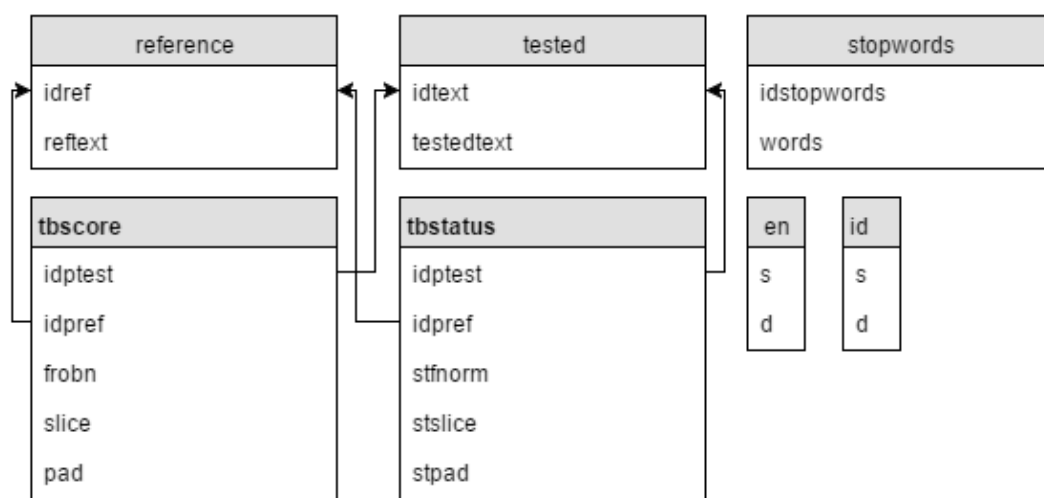 reference
idref
reftext
tested
idtext
testedtext
stopwords
idstopwords
words
tbscore
idptest
idpref
frobn
slice
pad
tbstatus
idptest
idpref
stfnorm
stslice
stpad
en
s
d
id
s
d